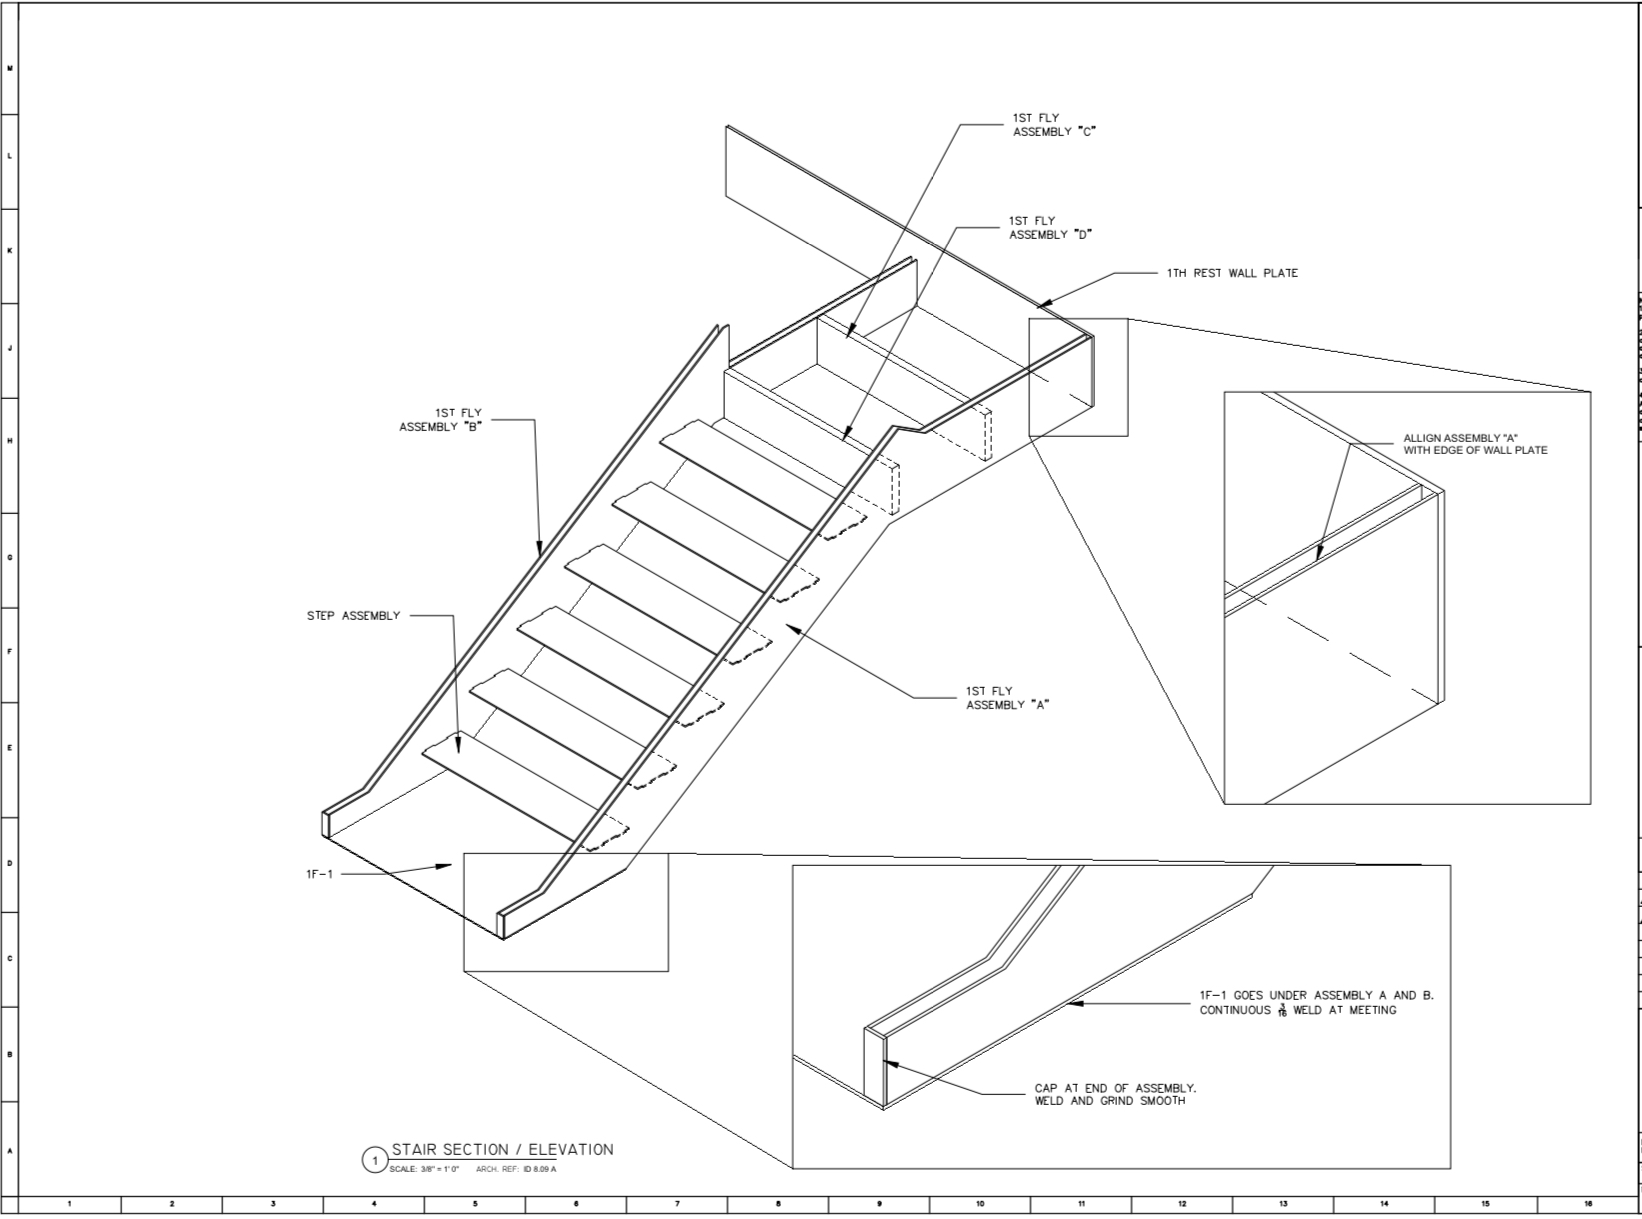 1ST FLY
ASSEMBLY "C"
1ST FLY
ASSEMBLY "D"
1TH REST WALL PLATE
1ST FLY
ASSEMBLY "B"
ALLIGN ASSEMBLY "A"
WITH EDGE OF WALL PLATE
STEP ASSEMBLY
1ST FLY
ASSEMBLY "A"
1F-1
1F-1 GOES UNDER ASSEMBLY A AND B.
CONTINUOUS 3/16 WELD AT MEETING
CAP AT END OF ASSEMBLY.
WELD AND GRIND SMOOTH
1 STAIR SECTION / ELEVATION
SCALE: 3/8" = 1' 0" ARCH. REF: ID 8.09 A
M
L
K
J
H
G
F
E
D
C
B
A
1 2 3 4 5 6 7 8 9 10 11 12 13 14 15 16